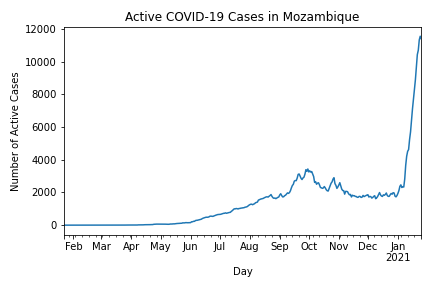 Active COVID-19 Cases in Mozambique
12000
10000
8000
6000
4000
2000
0
Number of Active Cases
Feb Mar Apr May Jun Jul Aug Sep Oct Nov Dec Jan
2021
Day